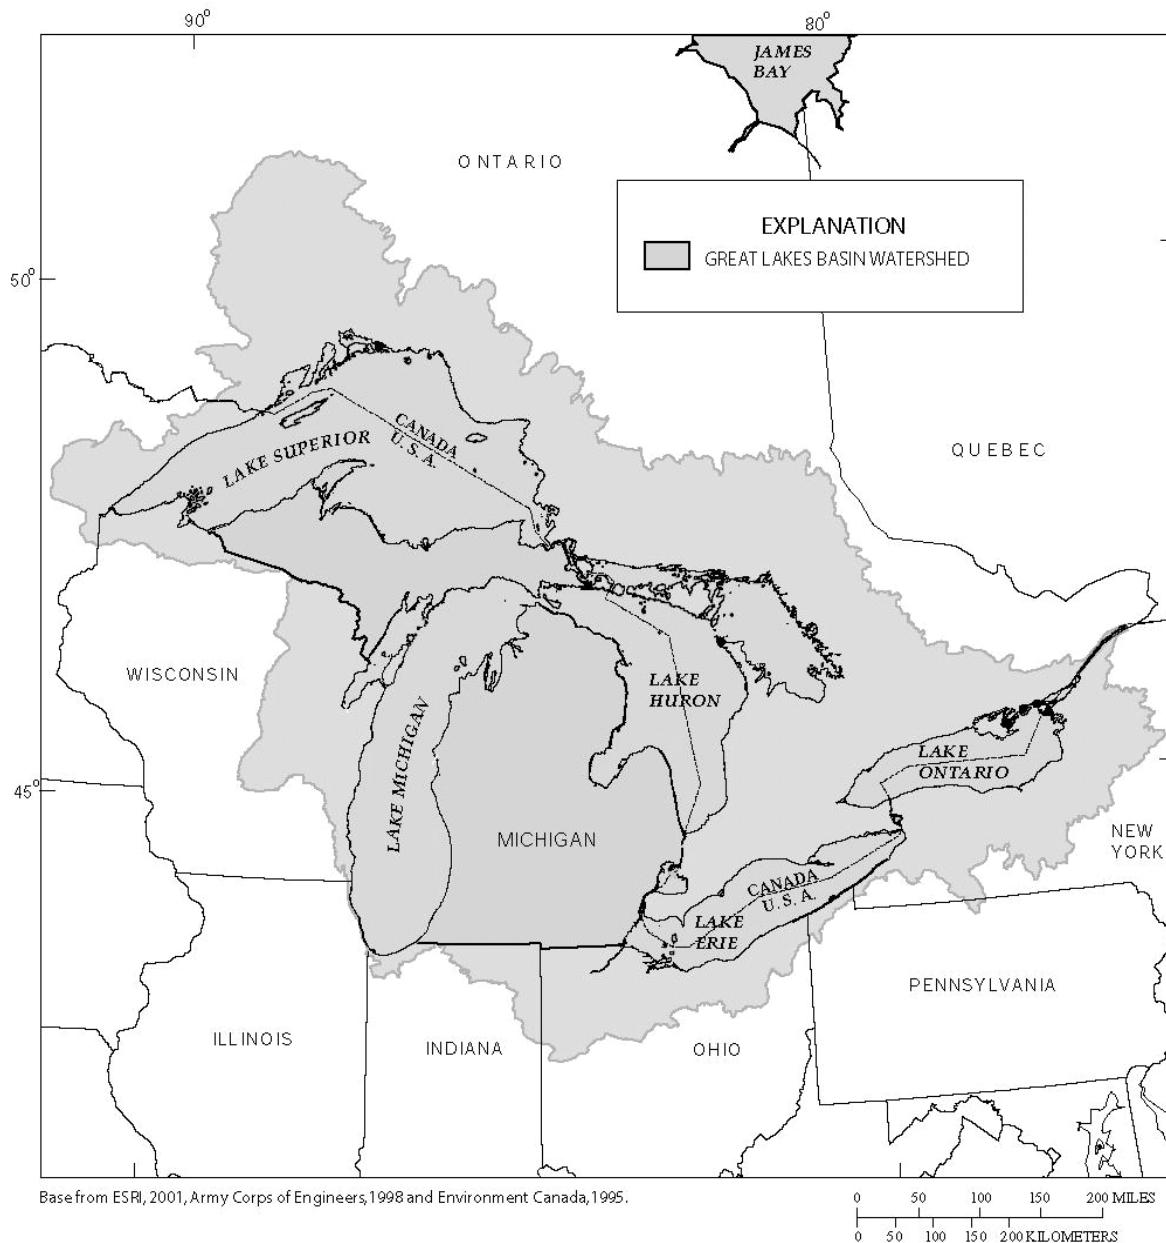 90°
80°
JAMES
BAY
ONTARIO
EXPLANATION
GREAT LAKES BASIN WATERSHED
50°
CANADA
U.S.A.
LAKE SUPERIOR
QUEBEC
WISCONSIN
LAKE
HURON
LAKE MICHIGAN
LAKE
ONTARIO
45°
MICHIGAN
NEW
YORK
CANADA
U.S.A.
LAKE
ERIE
PENNSYLVANIA
ILLINOIS
INDIANA
OHIO
Base from ESRI, 2001, Army Corps of Engineers, 1998 and Environment Canada, 1995.
0 50 100 150 200 MILES
0 50 100 150 200 KILOMETERS